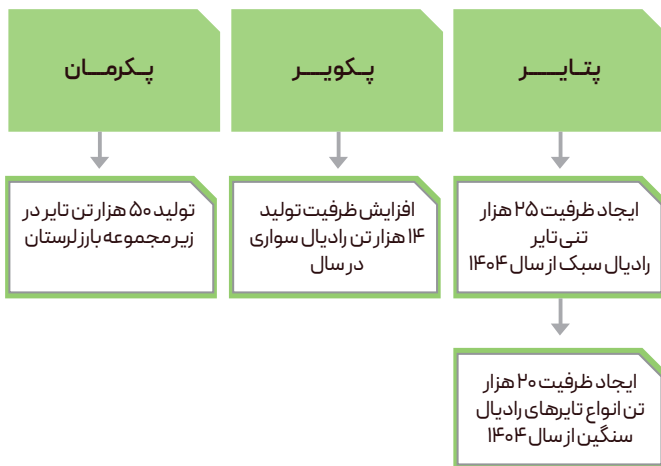 پتایر
ایجاد ظرفیت ۲۵ هزار
تنی تایر
رادیال سبک از سال ۱۴۰۴
ایجاد ظرفیت ۲۰ هزار
تن انواع تایرهای رادیال
سنگین از سال ۱۴۰۴
پکویر
افزایش ظرفیت تولید
۱۴ هزار تن رادیال سواری
در سال
پکرمان
تولید ۵۰ هزار تن تایر در
زیر مجموعه بارز لرستان